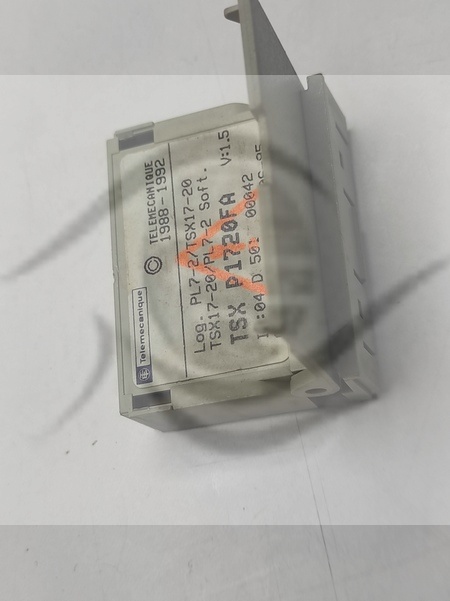 Telemecanique
© TELEMECANIQUE
1988-1992
Log. PL7-2/TSX17-20
TSX17-20/PL7-2 Soft.
TSX P1720FA V:1.5
:04 D 501 00042